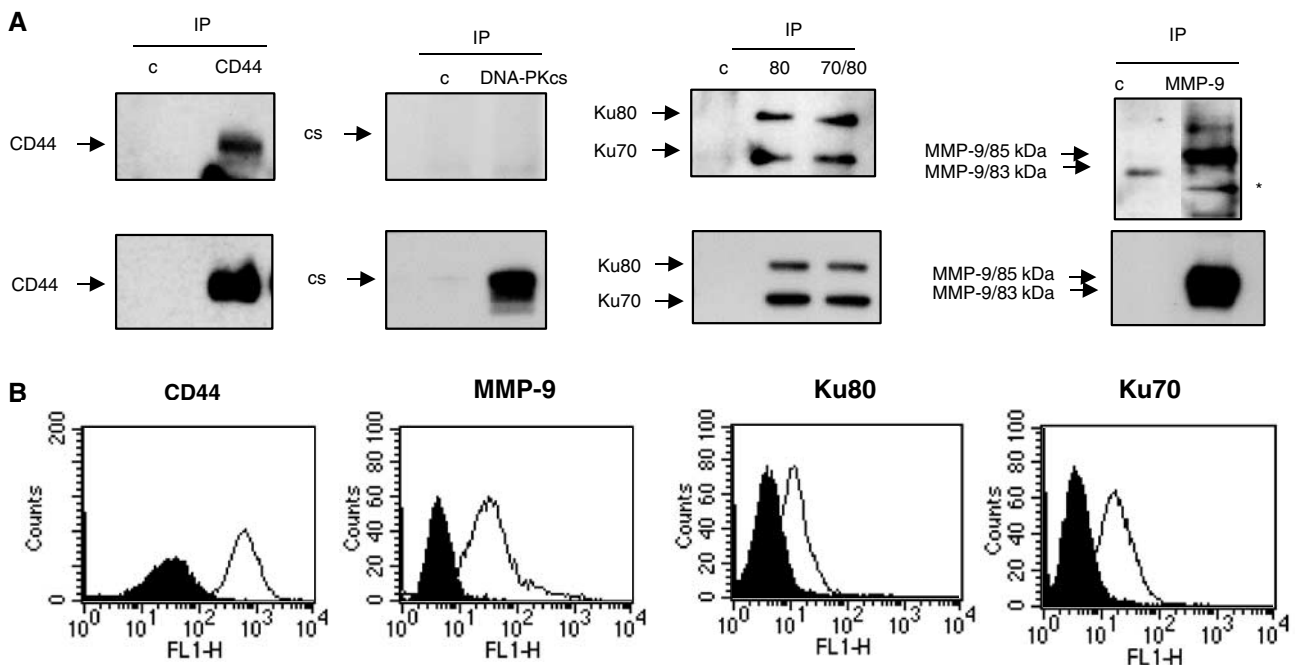 A
IP
c CD44
CD44
CD44
IP
c DNA-PKcs
cs
cs
IP
c 80 70/80
Ku80
Ku70
Ku80
Ku70
IP
c MMP-9
MMP-9/85 kDa
MMP-9/83 kDa
*
MMP-9/85 kDa
MMP-9/83 kDa
B
CD44
200
0
Counts
10^0 10^1 10^2 10^3 10^4
FL1-H
MMP-9
100
80
60
40
20
0
Counts
10^0 10^1 10^2 10^3 10^4
FL1-H
Ku80
100
80
60
40
20
0
Counts
10^0 10^1 10^2 10^3 10^4
FL1-H
Ku70
100
80
60
40
20
0
Counts
10^0 10^1 10^2 10^3 10^4
FL1-H